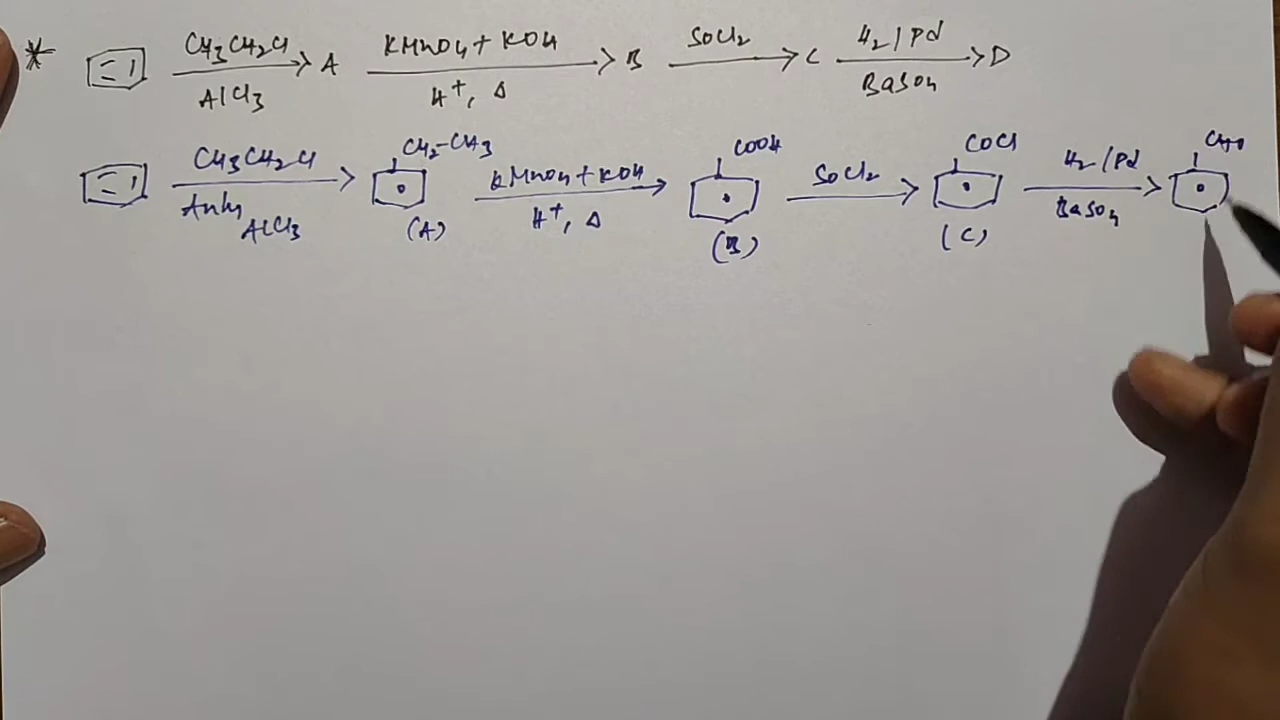 * CH3CH2Cl AlCl3 A KMnO4 + KOH H+, Δ B SOCl2 C H2/Pd BaSO4 D
CH3CH2Cl Anhy AlCl3 CH2-CH3 (A) KMnO4 + KOH H+, Δ COOH (B) SOCl2 COCl (C) H2/Pd BaSO4 CHO